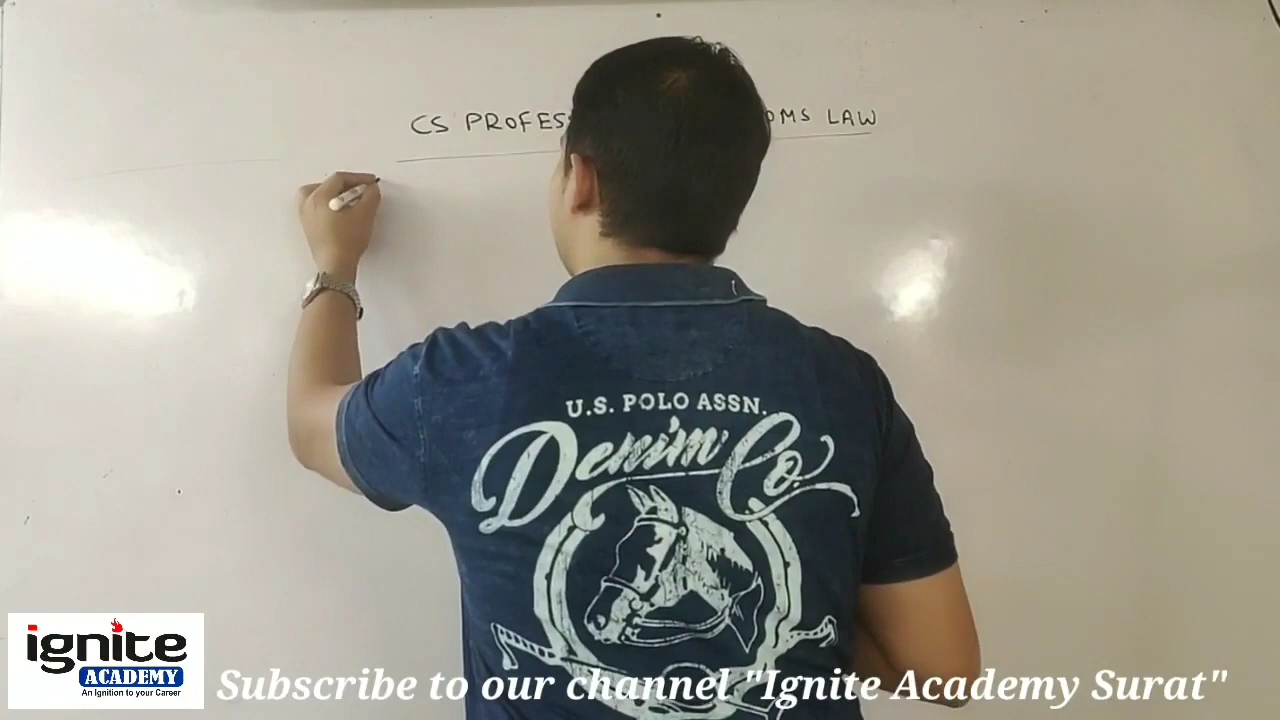 CS PROFES OMS LAW
U.S. POLO ASSN.
Denim Co.
ignite
ACADEMY
An Ignition to your Career
Subscribe to our channel "Ignite Academy Surat"